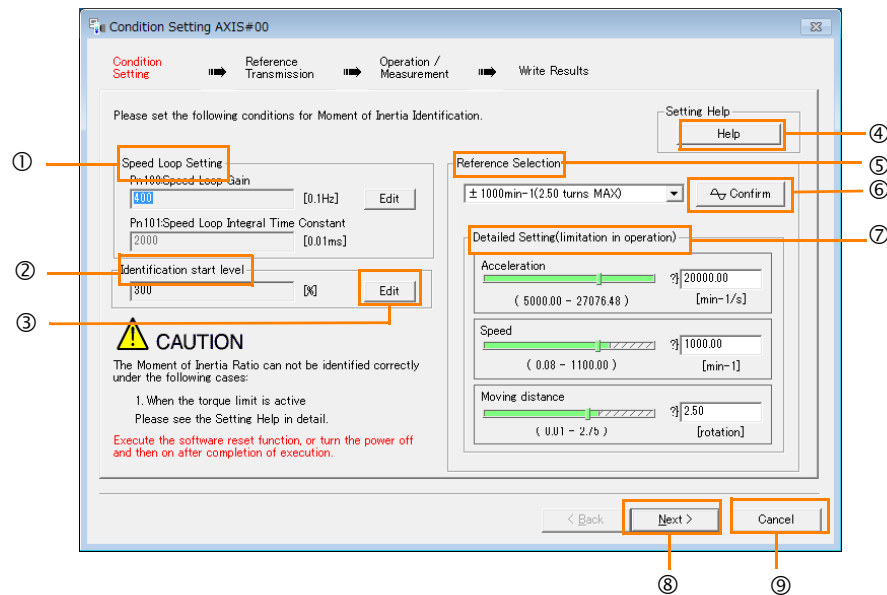 Condition Setting AXIS#00
Condition Setting
Reference Transmission
Operation / Measurement
Write Results
Please set the following conditions for Moment of Inertia Identification.
Setting Help
Help
④
①
Speed Loop Setting
Pn100:Speed Loop Gain
400 [0.1Hz] Edit
Pn101:Speed Loop Integral Time Constant
2000 [0.01ms]
②
Identification start level
300 [%] Edit
③
CAUTION
The Moment of Inertia Ratio can not be identified correctly
under the following cases:
1. When the torque limit is active
Please see the Setting Help in detail.
Execute the software reset function, or turn the power off
and then on after completion of execution.
Reference Selection
⑤
± 1000min-1(2.50 turns MAX) Confirm
⑥
Detailed Setting(limitation in operation)
⑦
Acceleration
?} 20000.00
( 5000.00 - 27076.48 ) [min-1/s]
Speed
?} 1000.00
( 0.08 - 1100.00 ) [min-1]
Moving distance
?} 2.50
( 0.01 - 2.75 ) [rotation]
< Back Next > Cancel
⑧ ⑨